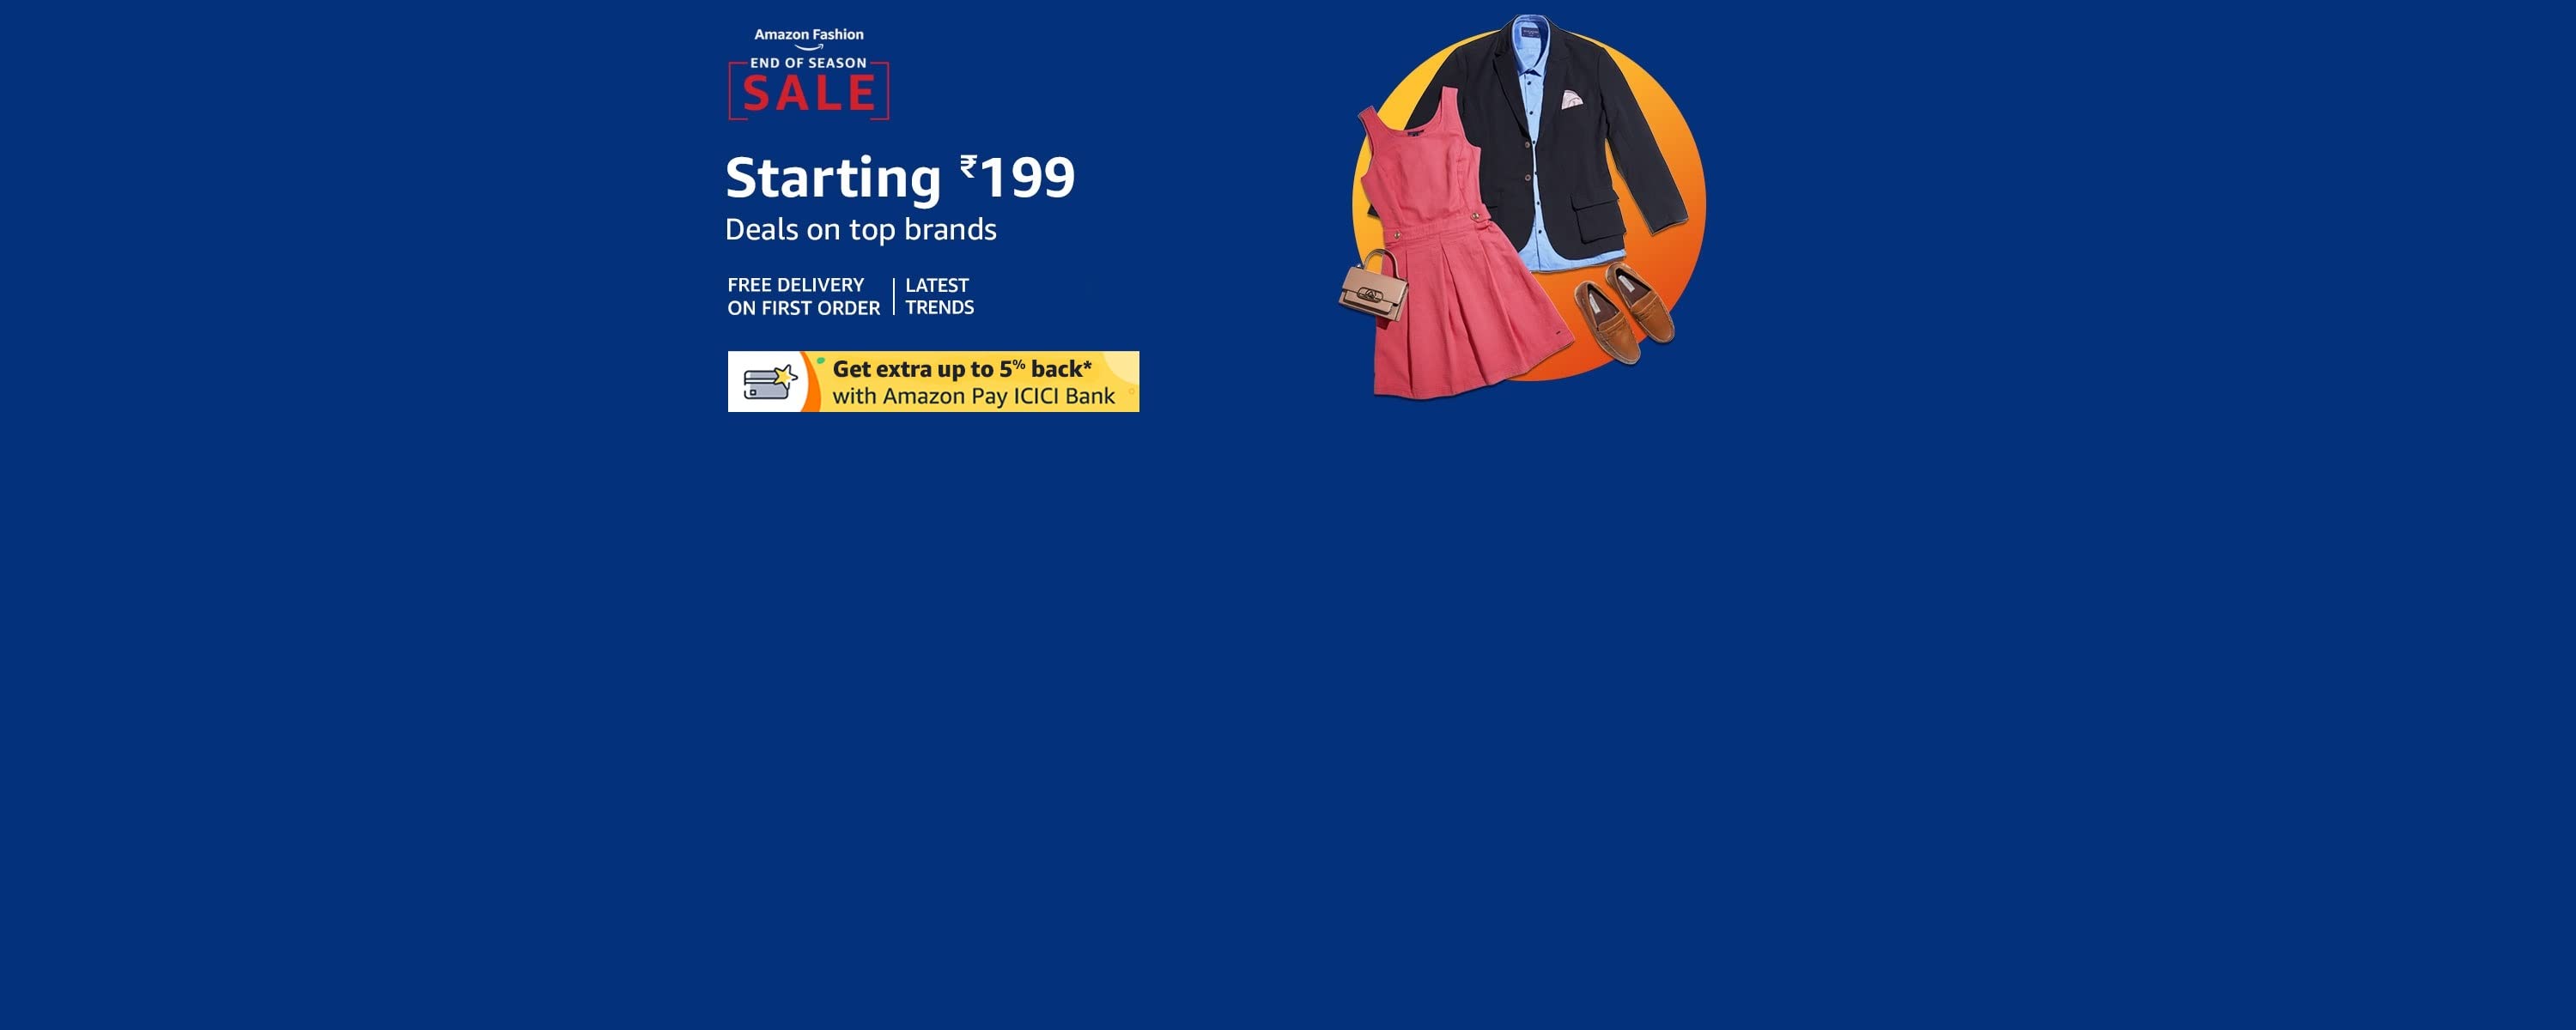 Amazon Fashion
END OF SEASON
SALE
Starting ₹199
Deals on top brands
FREE DELIVERY
ON FIRST ORDER
LATEST
TRENDS
Get extra up to 5% back*
with Amazon Pay ICICI Bank